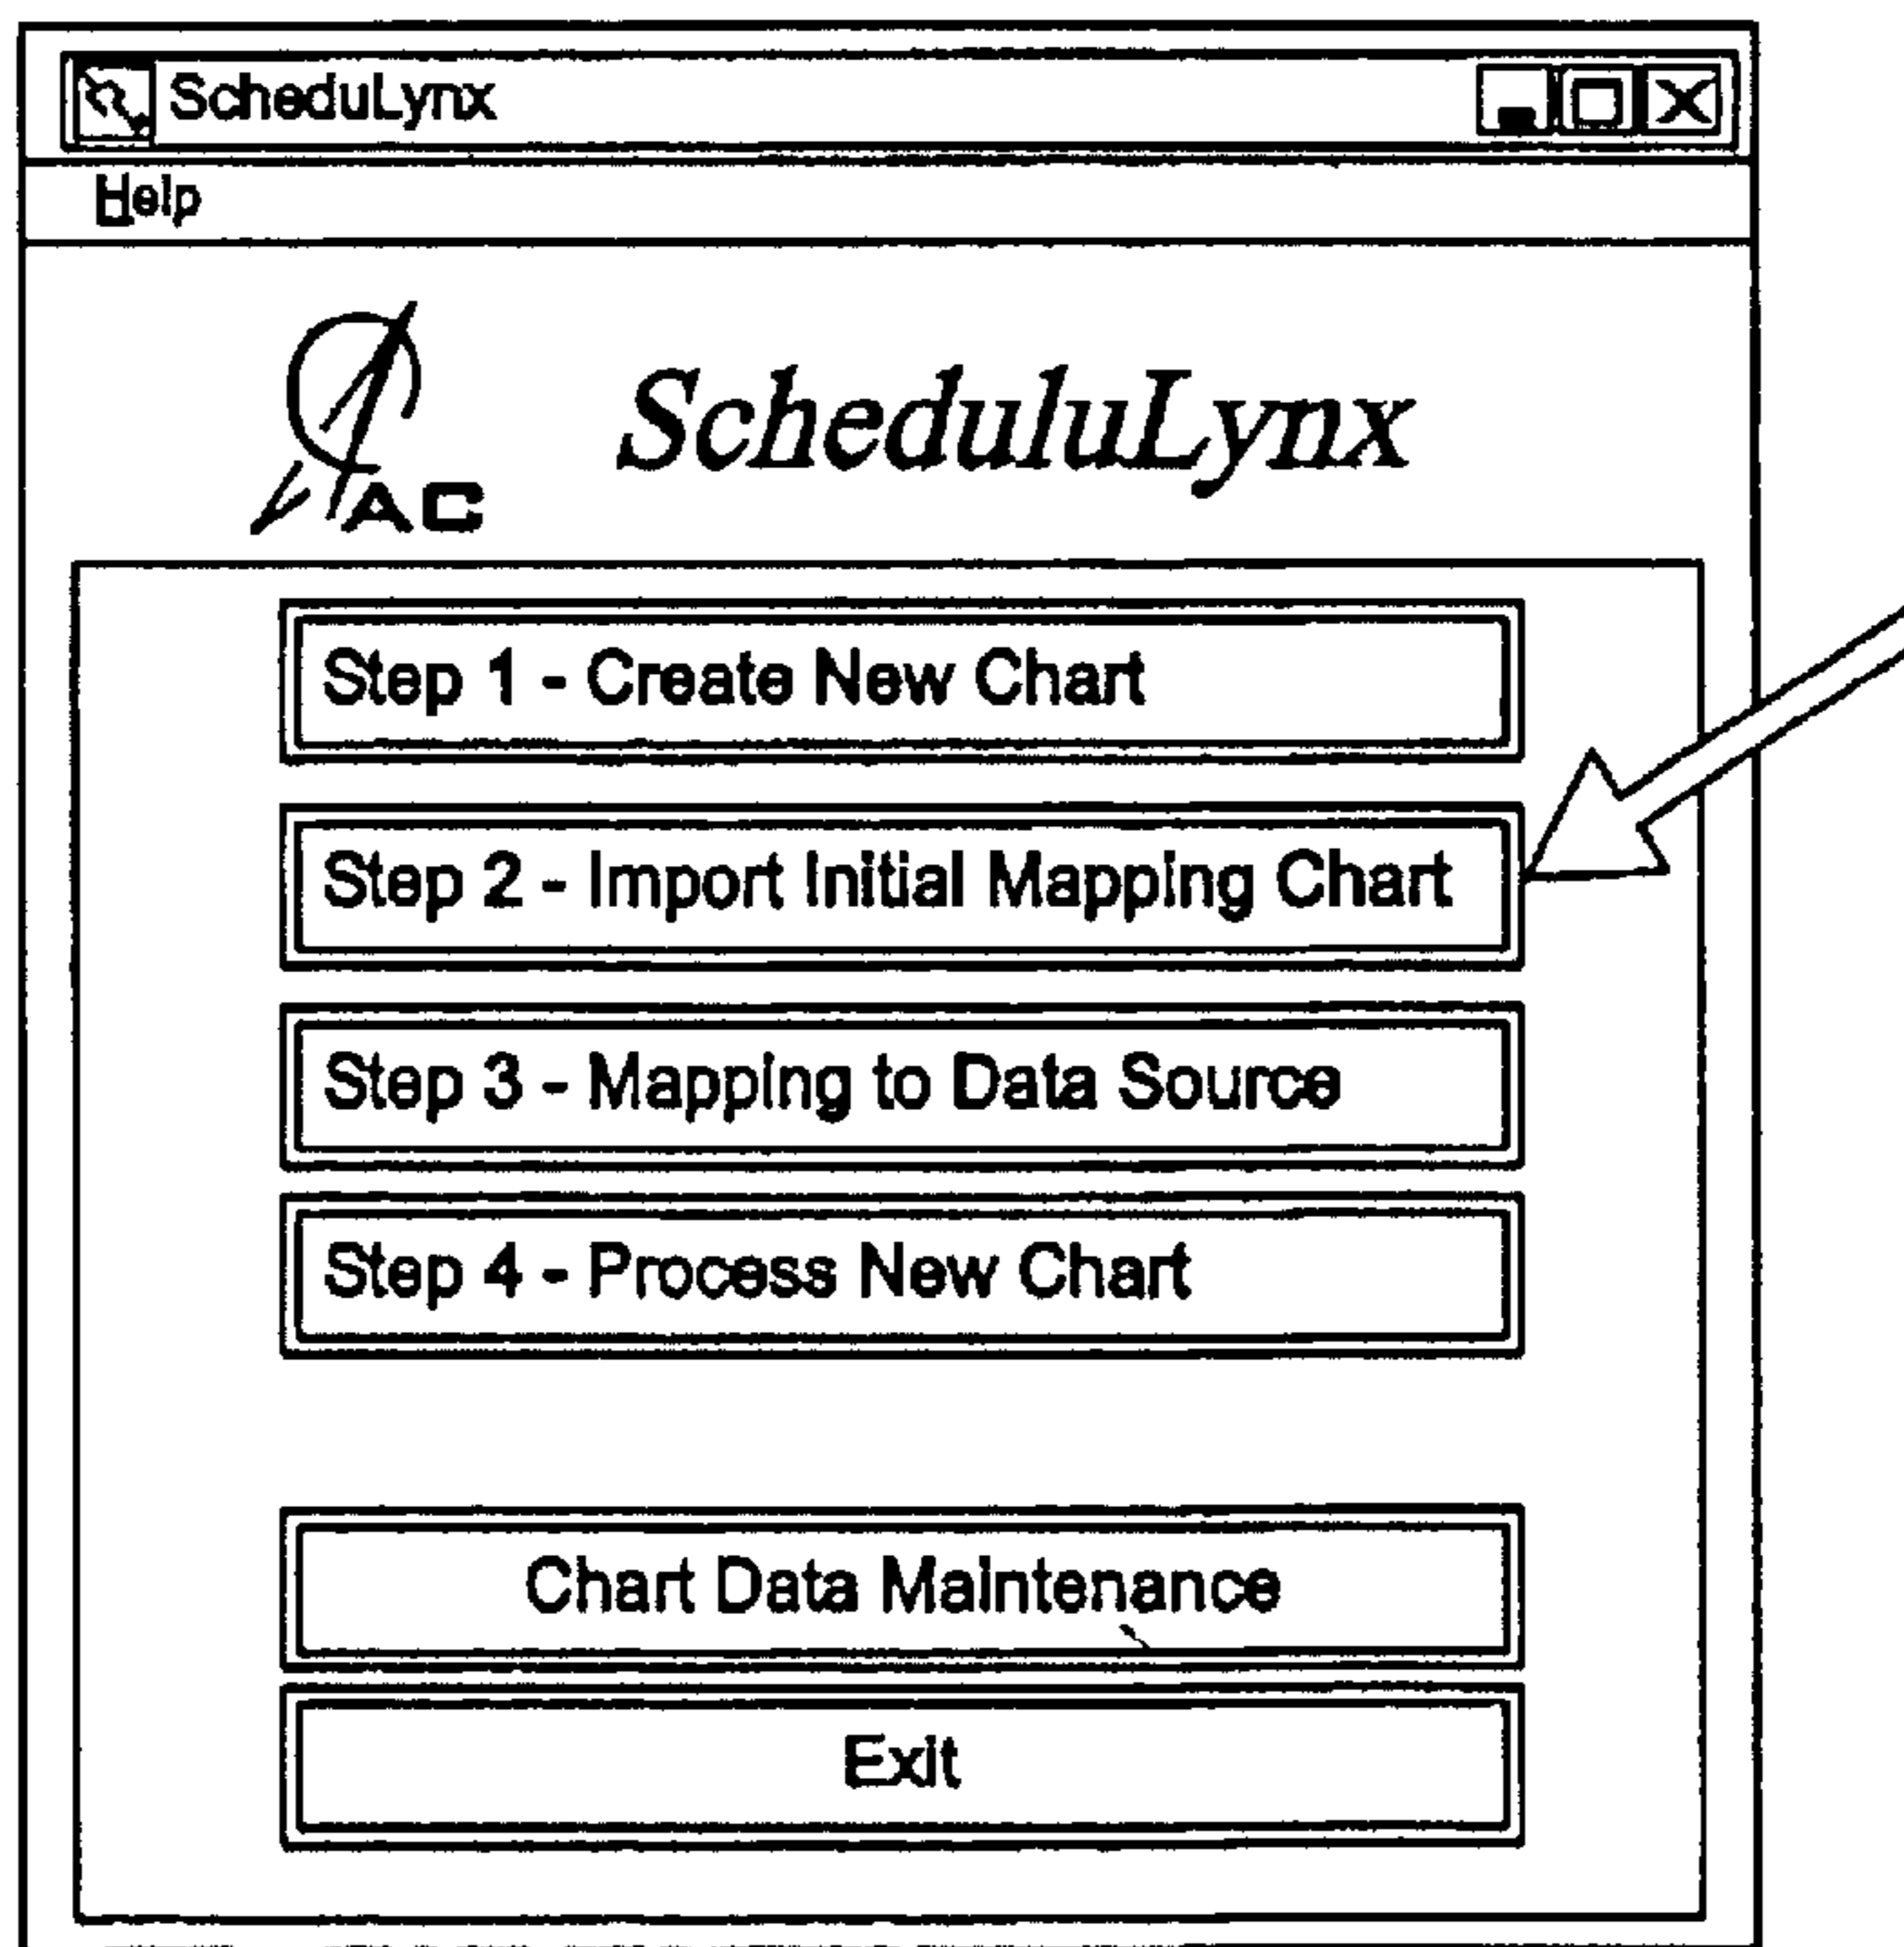 ScheduLynx
Help
AC
ScheduluLynx
Step 1 - Create New Chart
Step 2 - Import Initial Mapping Chart
Step 3 - Mapping to Data Source
Step 4 - Process New Chart
Chart Data Maintenance
Exit